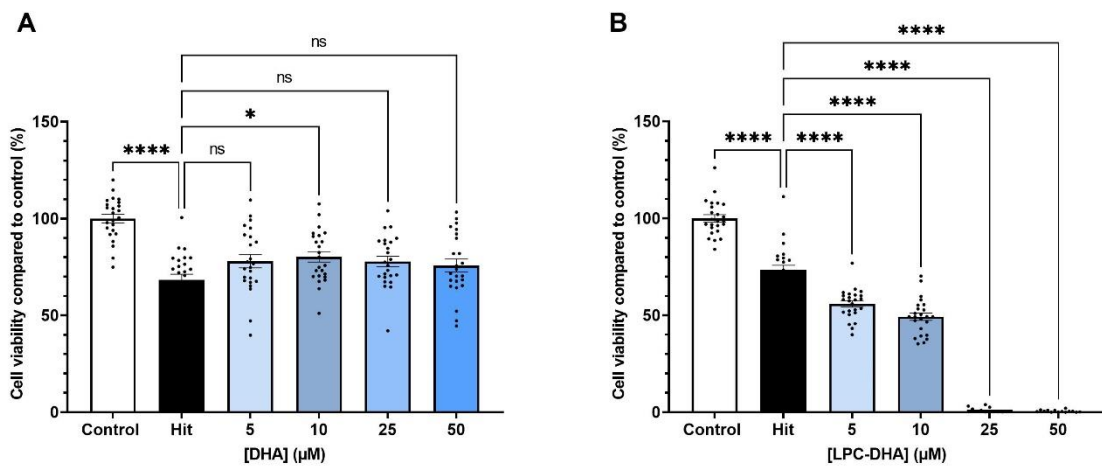 A
ns
ns
*
**** ns
Cell viability compared to control (%)
150
100
50
0
Control Hit 5 10 25 50
[DHA] (µM)
B
****
****
****
**** ****
Cell viability compared to control (%)
150
100
50
0
Control Hit 5 10 25 50
[LPC-DHA] (µM)